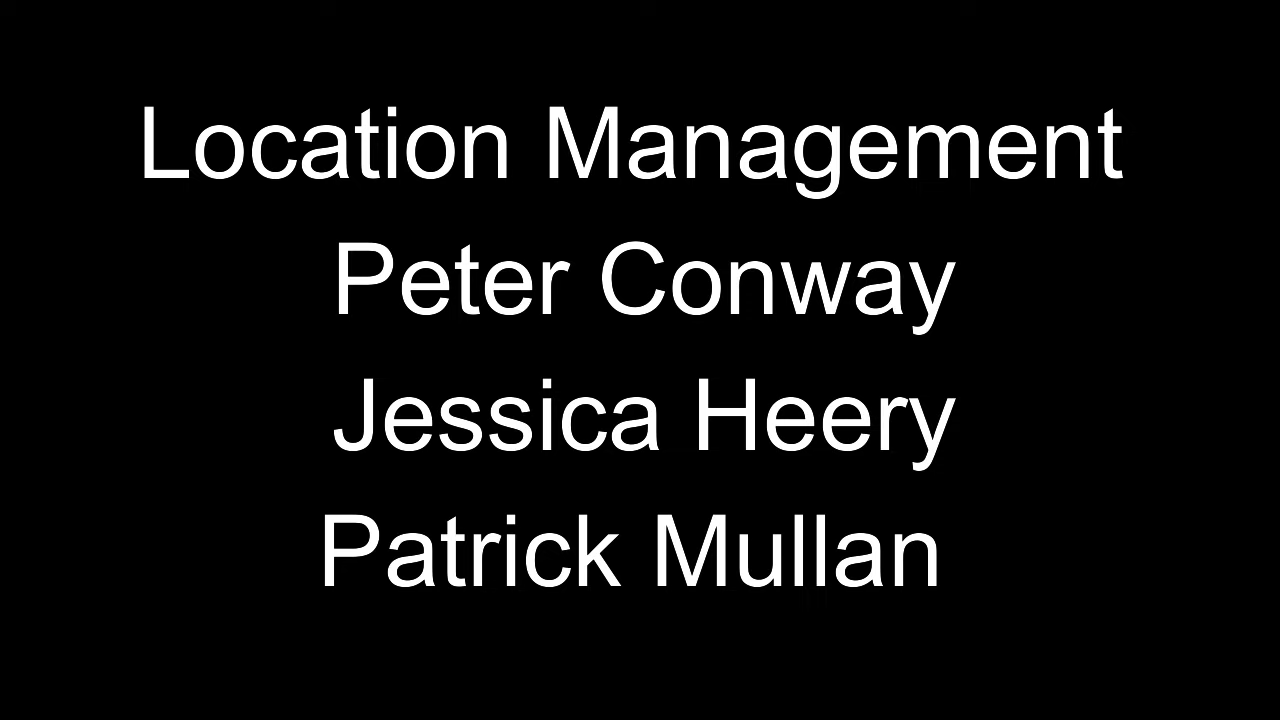 Location Management
Peter Conway
Jessica Heery
Patrick Mullan